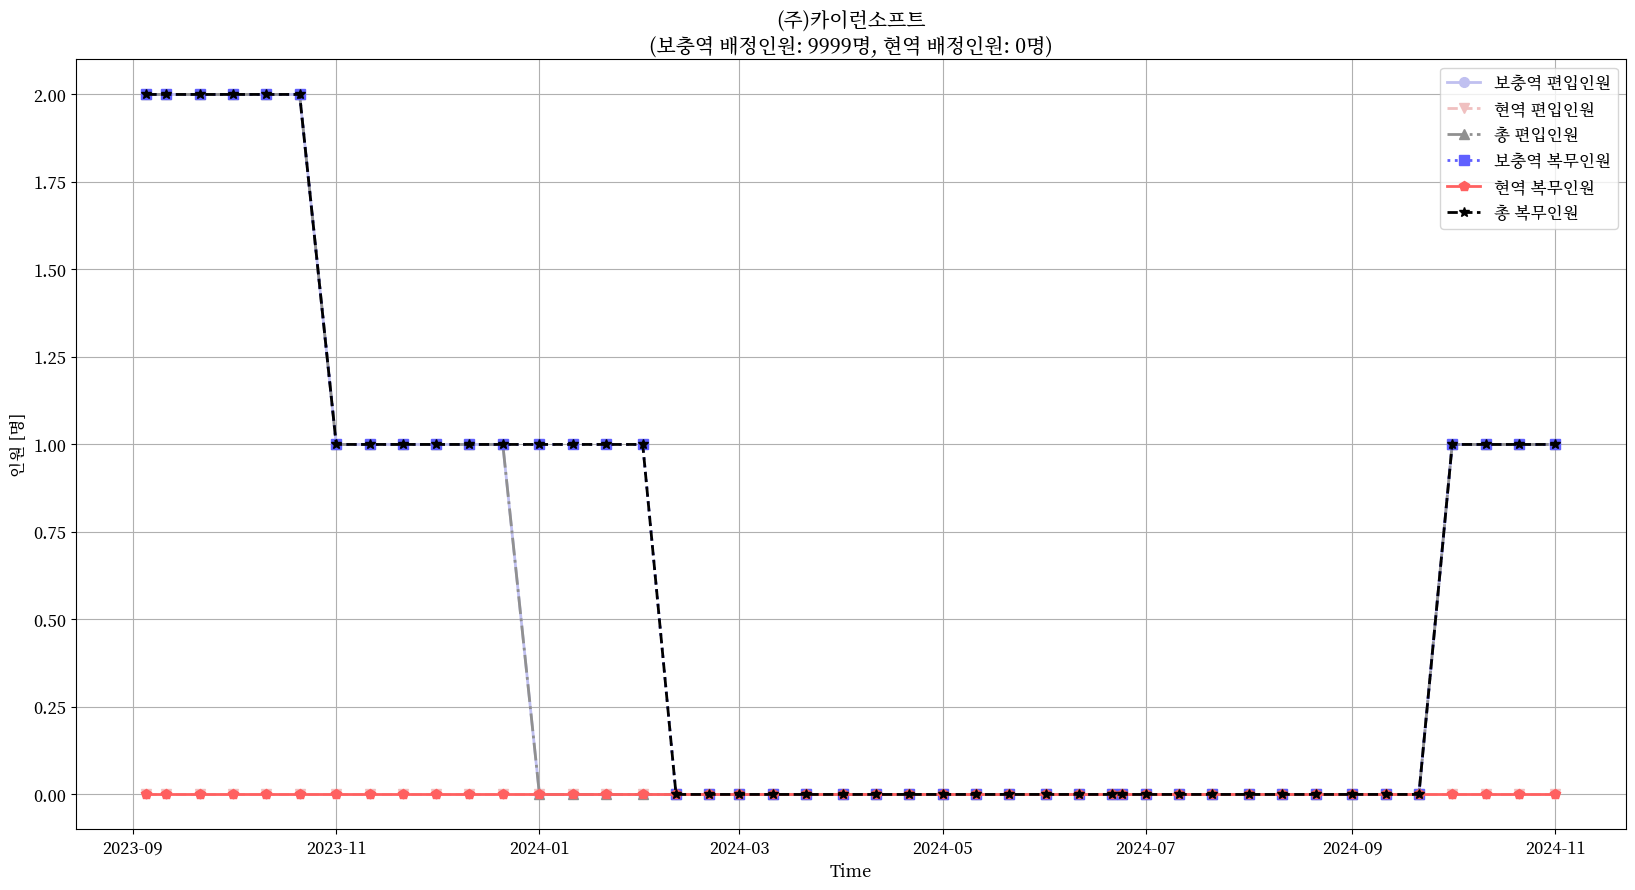 (주)카이런소프트
(보충역 배정인원: 9999명, 현역 배정인원: 0명)
보충역 편입인원
현역 편입인원
총 편입인원
보충역 복무인원
현역 복무인원
총 복무인원
2.00
1.75
1.50
1.25
1.00
0.75
0.50
0.25
0.00
인원 [명]
2023-09 2023-11 2024-01 2024-03 2024-05 2024-07 2024-09 2024-11
Time